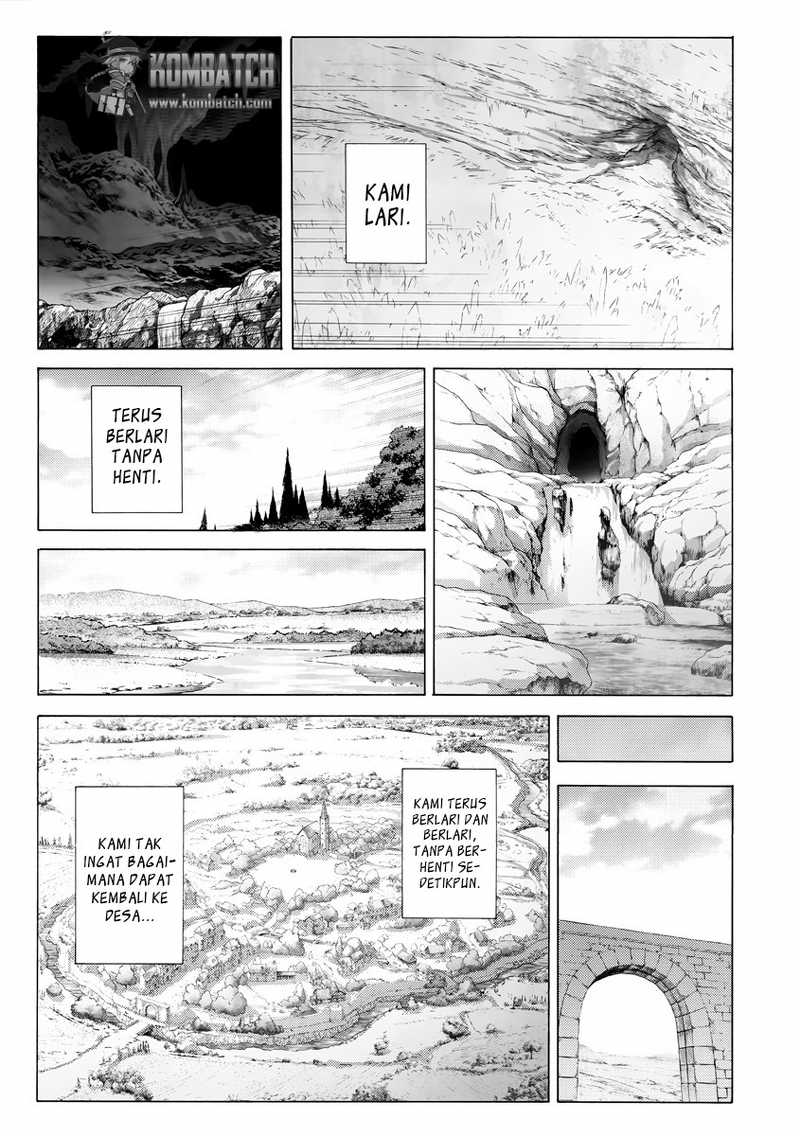 KOMBATCH
www.kombatch.com
KAMI
LARI.
TERUS
BERLARI
TANPA
HENTI.
KAMI TERUS
BERLARI DAN
BERLARI,
TANPA BER-
HENTI SE-
DETIKPUN.
KAMI TAK
INGAT BAGAI-
MANA DAPAT
KEMBALI KE
DESA...